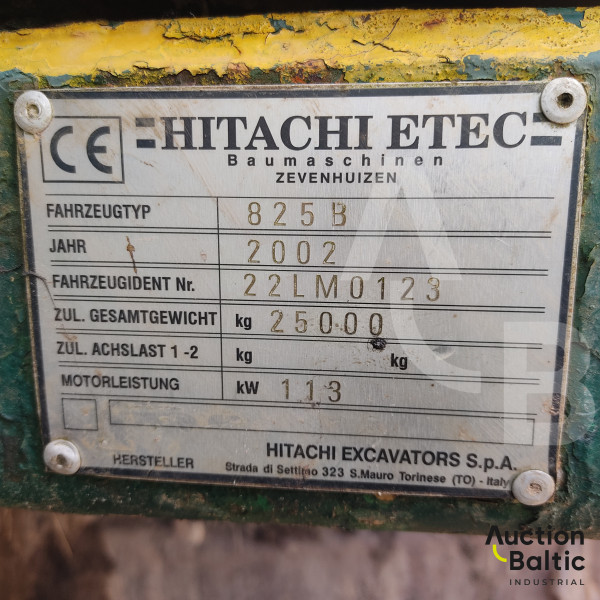 CE HITACHI ETEC
Baumaschinen
ZEVENHUIZEN
FAHRZEUGTYP 825B
JAHR 2002
FAHRZEUGIDENT Nr. 22LM0123
ZUL. GESAMTGEWICHT kg 25000
ZUL. ACHSLAST 1 -2 kg kg
MOTORLEISTUNG kW 113
HERSTELLER HITACHI EXCAVATORS S.p.A.
Strada di Settimo 323 S.Mauro Torinese (TO) - Italy
AB
Auction
Baltic
INDUSTRIAL